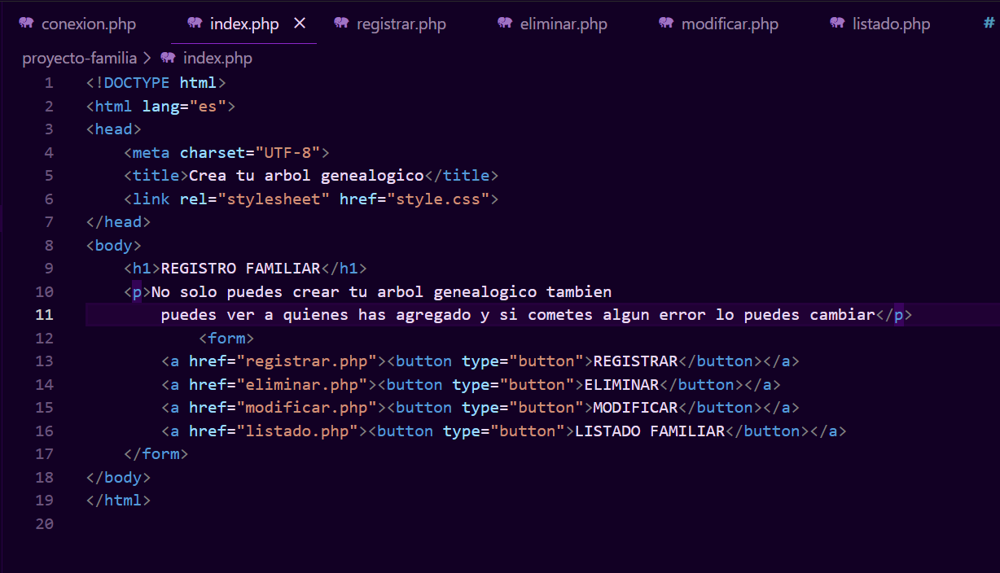 conexion.php index.php registrar.php eliminar.php modificar.php listado.php #
proyecto-familia > index.php
1 <!DOCTYPE html>
2 <html lang="es">
3 <head>
4 <meta charset="UTF-8">
5 <title>Crea tu arbol genealogico</title>
6 <link rel="stylesheet" href="style.css">
7 </head>
8 <body>
9 <h1>REGISTRO FAMILIAR</h1>
10 <p>No solo puedes crear tu arbol genealogico tambien
11 puedes ver a quienes has agregado y si cometes algun error lo puedes cambiar</p>
12 <form>
13 <a href="registrar.php"><button type="button">REGISTRAR</button></a>
14 <a href="eliminar.php"><button type="button">ELIMINAR</button></a>
15 <a href="modificar.php"><button type="button">MODIFICAR</button></a>
16 <a href="listado.php"><button type="button">LISTADO FAMILIAR</button></a>
17 </form>
18 </body>
19 </html>
20